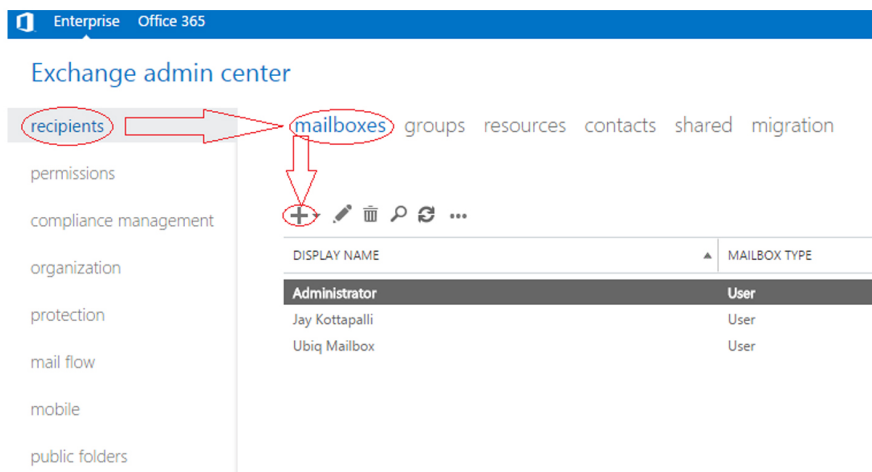 Enterprise Office 365
Exchange admin center
recipients
mailboxes groups resources contacts shared migration
permissions
compliance management
organization
protection
mail flow
mobile
public folders
DISPLAY NAME MAILBOX TYPE
Administrator User
Jay Kottapalli User
Ubiq Mailbox User